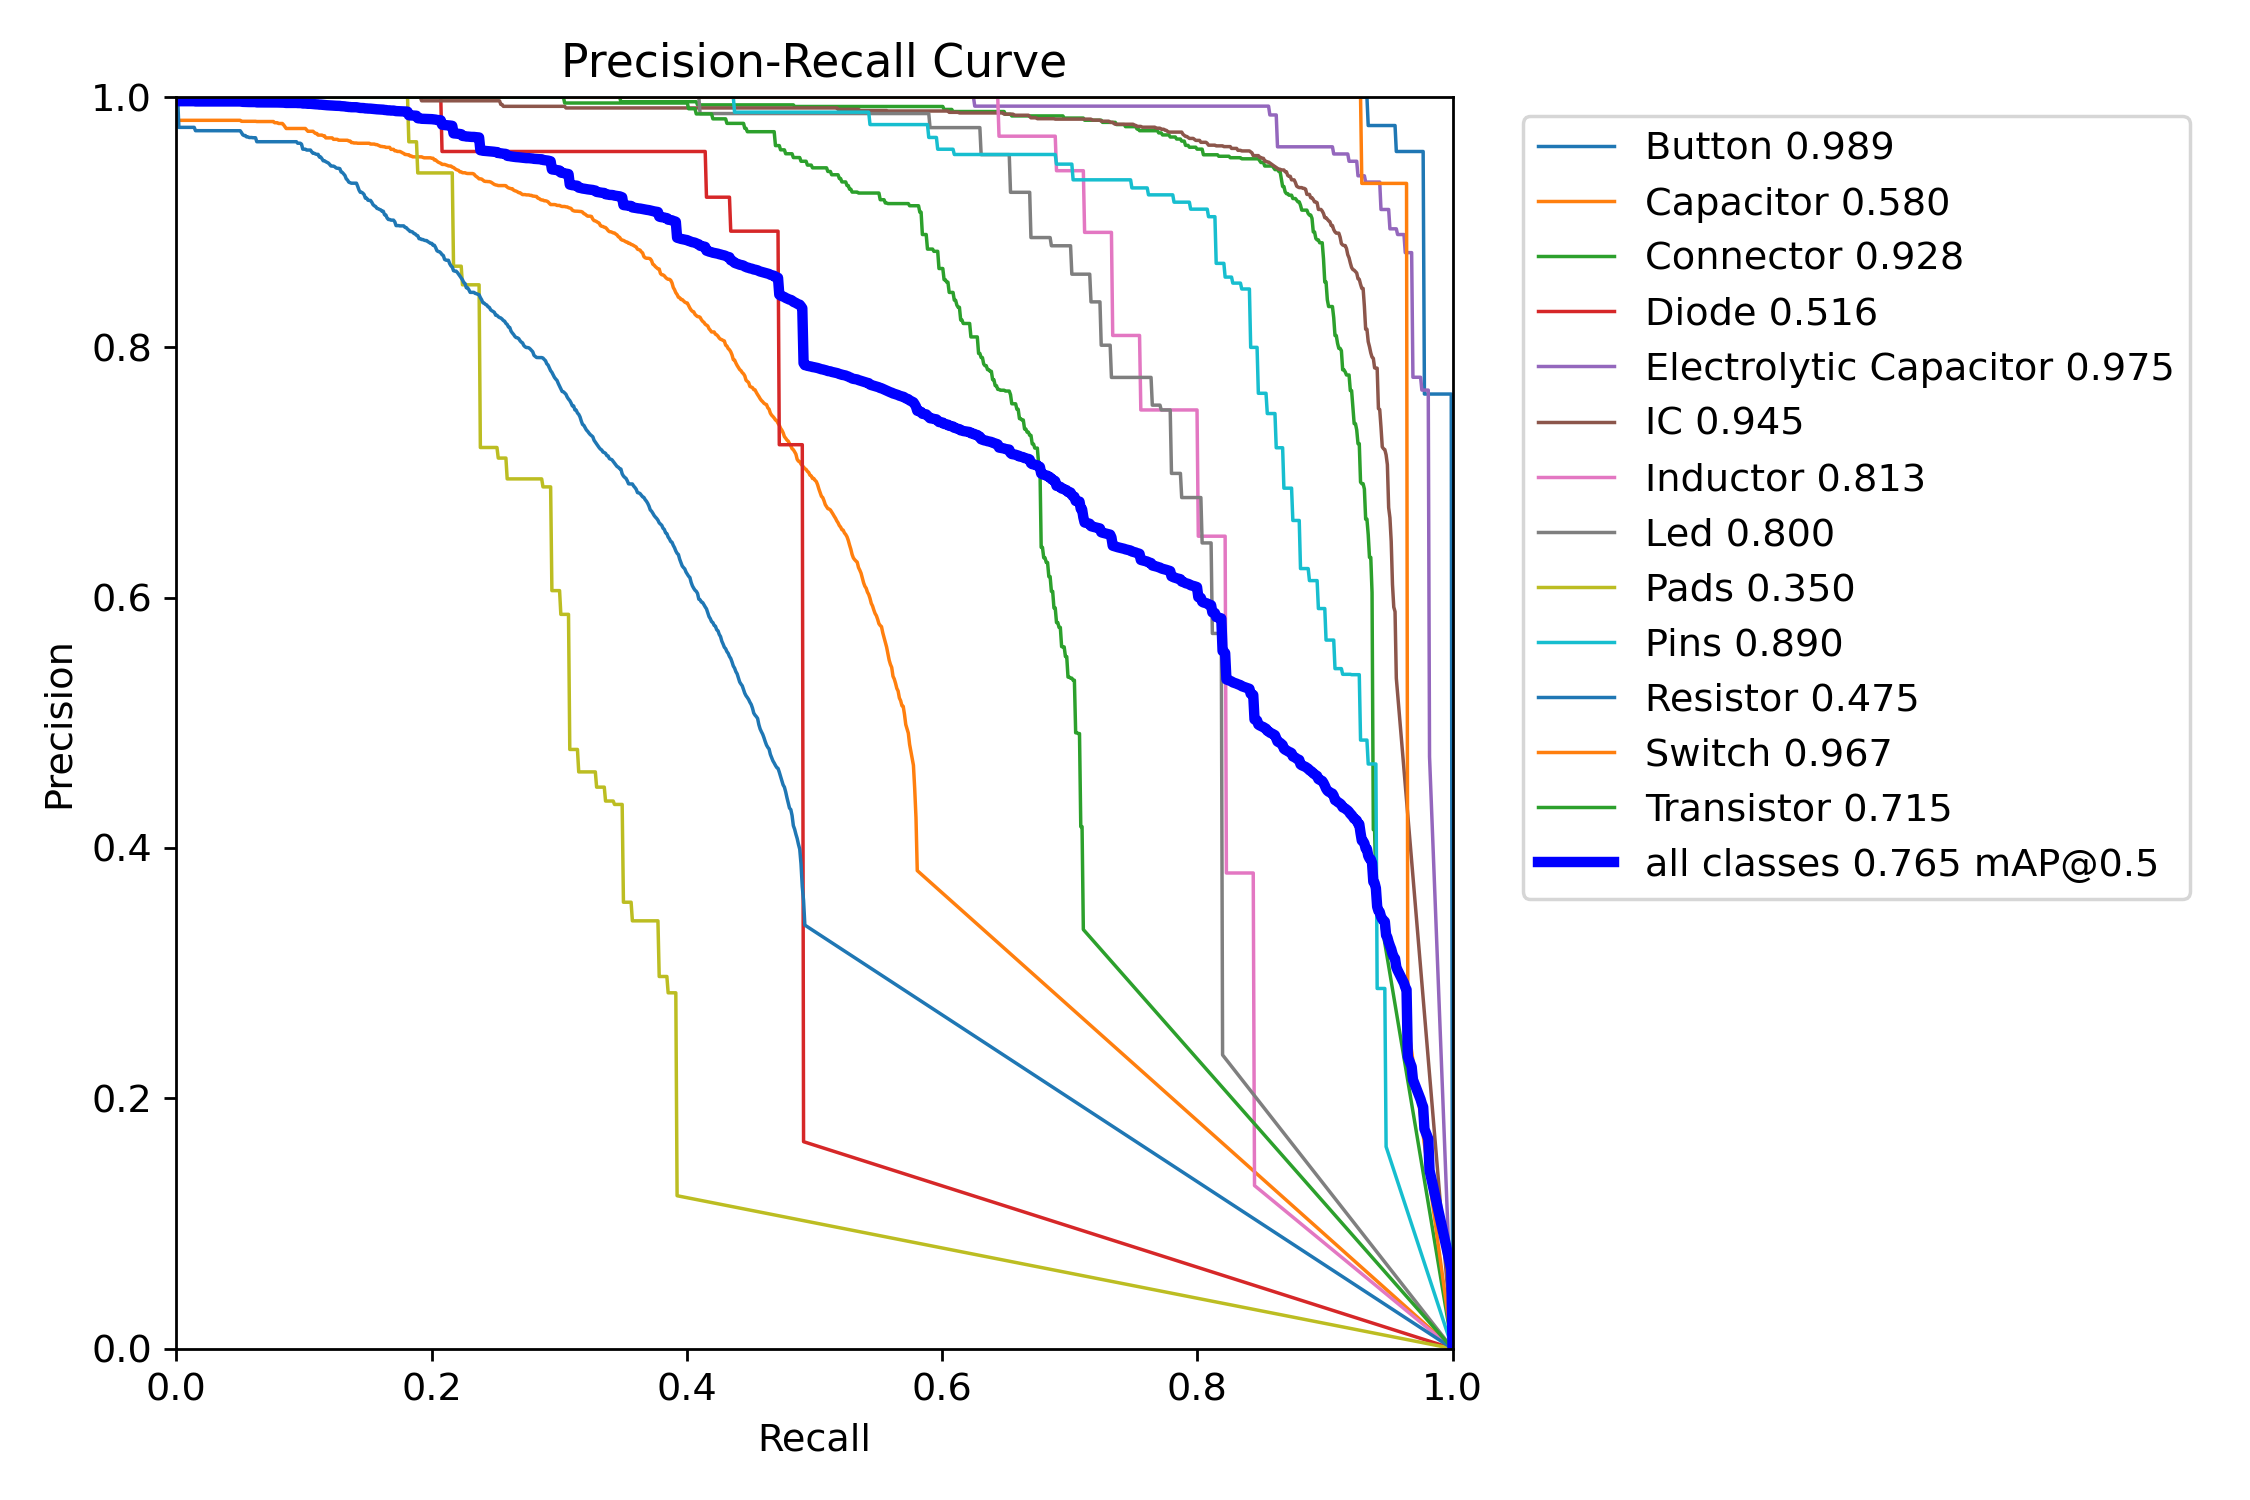 Precision-Recall Curve
1.0
0.8
0.6
0.4
0.2
0.0
Precision
0.0 0.2 0.4 0.6 0.8 1.0
Recall
Button 0.989
Capacitor 0.580
Connector 0.928
Diode 0.516
Electrolytic Capacitor 0.975
IC 0.945
Inductor 0.813
Led 0.800
Pads 0.350
Pins 0.890
Resistor 0.475
Switch 0.967
Transistor 0.715
all classes 0.765 mAP@0.5